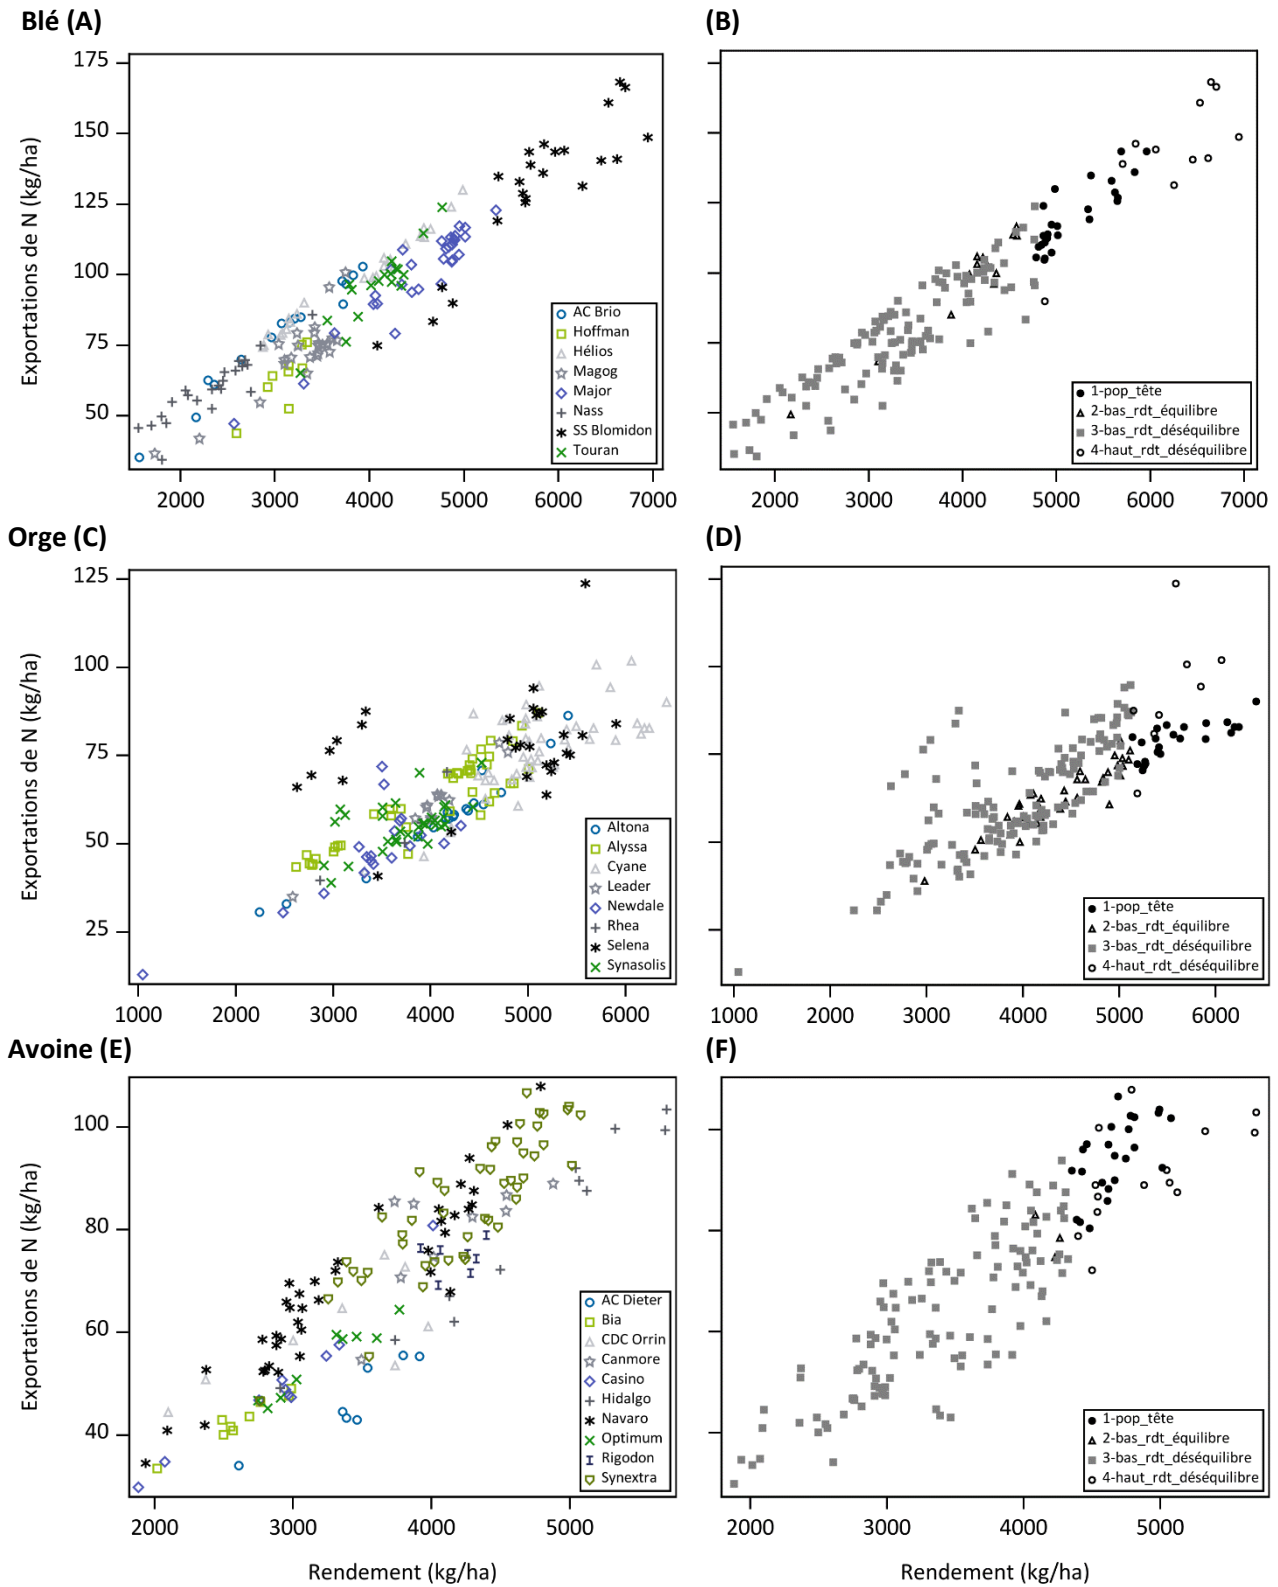 Blé (A)
(B)
Exportations de N (kg/ha)
175
150
125
100
75
50
AC Brio
Hoffman
Hélios
Magog
Major
Nass
SS Blomidon
Touran
1-pop_tête
2-bas_rdt_équilibre
3-bas_rdt_déséquilibre
4-haut_rdt_déséquilibre
2000 3000 4000 5000 6000 7000
2000 3000 4000 5000 6000 7000
Orge (C)
(D)
Exportations de N (kg/ha)
125
100
75
50
25
Altona
Alyssa
Cyane
Leader
Newdale
Rhea
Selena
Synasolis
1-pop_tête
2-bas_rdt_équilibre
3-bas_rdt_déséquilibre
4-haut_rdt_déséquilibre
1000 2000 3000 4000 5000 6000
1000 2000 3000 4000 5000 6000
Avoine (E)
(F)
Exportations de N (kg/ha)
100
80
60
40
AC Dieter
Bia
CDC Orrin
Canmore
Casino
Hidalgo
Navaro
Optimum
Rigodon
Synextra
1-pop_tête
2-bas_rdt_équilibre
3-bas_rdt_déséquilibre
4-haut_rdt_déséquilibre
2000 3000 4000 5000
2000 3000 4000 5000
Rendement (kg/ha)
Rendement (kg/ha)